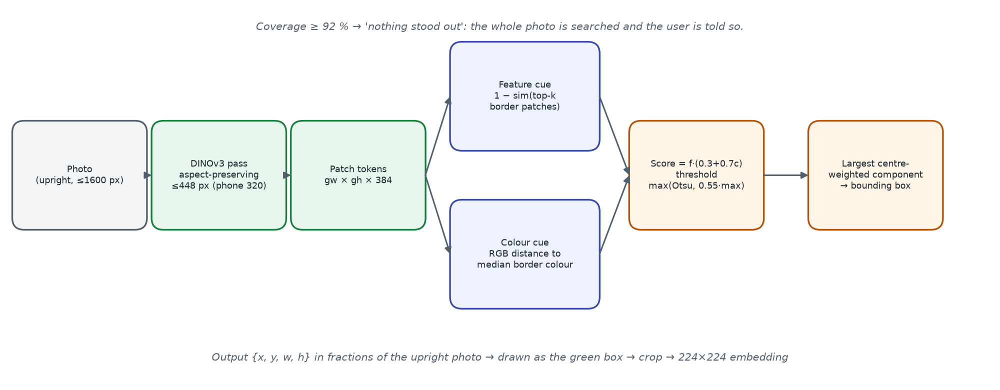 Coverage ≥ 92 % → 'nothing stood out': the whole photo is searched and the user is told so.
Photo
(upright, ≤1600 px)
DINOv3 pass
aspect-preserving
≤448 px (phone 320)
Patch tokens
gw × gh × 384
Feature cue
1 − sim(top-k
border patches)
Colour cue
RGB distance to
median border colour
Score = f·(0.3+0.7c)
threshold
max(Otsu, 0.55·max)
Largest centre-
weighted component
→ bounding box
Output {x, y, w, h} in fractions of the upright photo → drawn as the green box → crop → 224×224 embedding